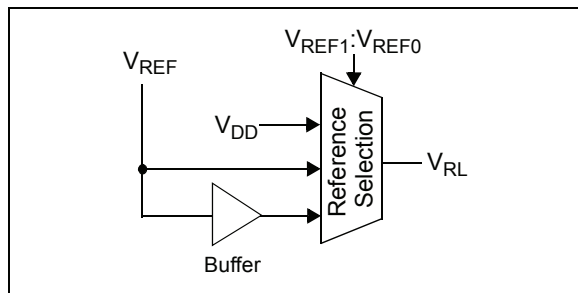 VREF1:VREF0
VREF
VDD
Reference
Selection
VRL
Buffer